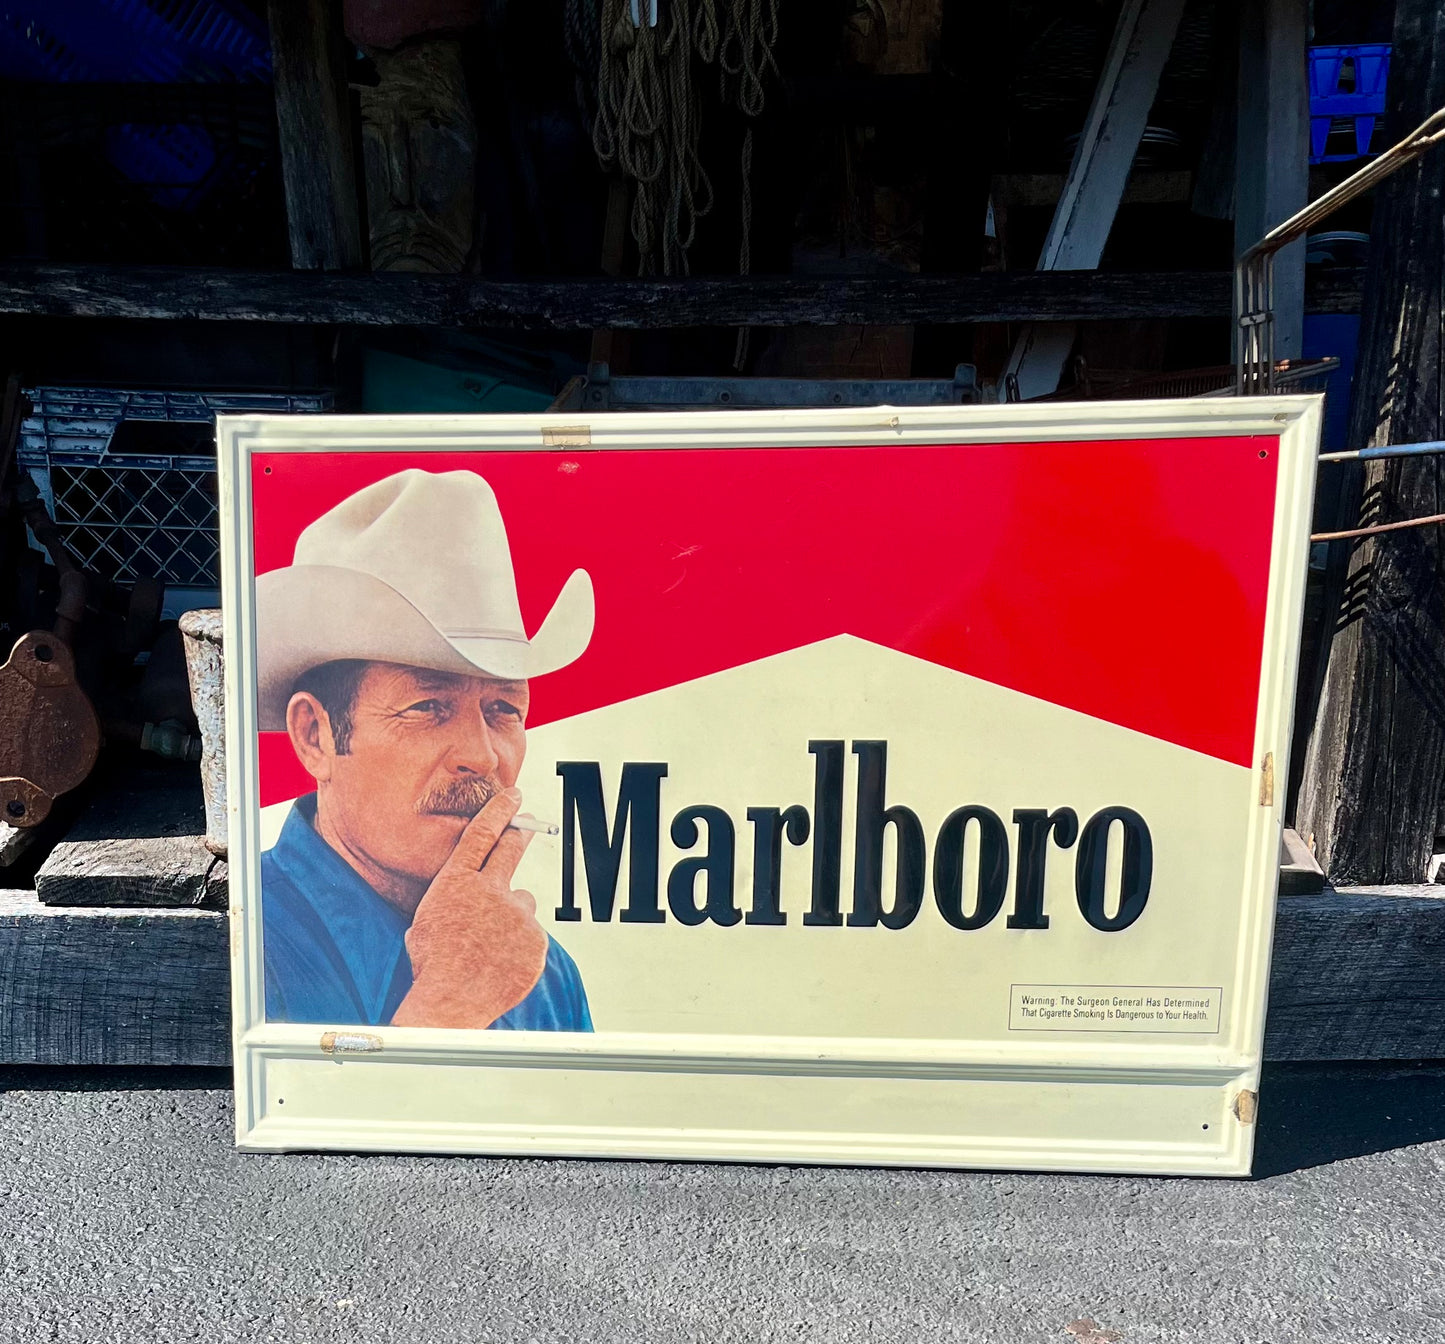 Marlboro
Warning: The Surgeon General Has Determined
That Cigarette Smoking Is Dangerous to Your Health.